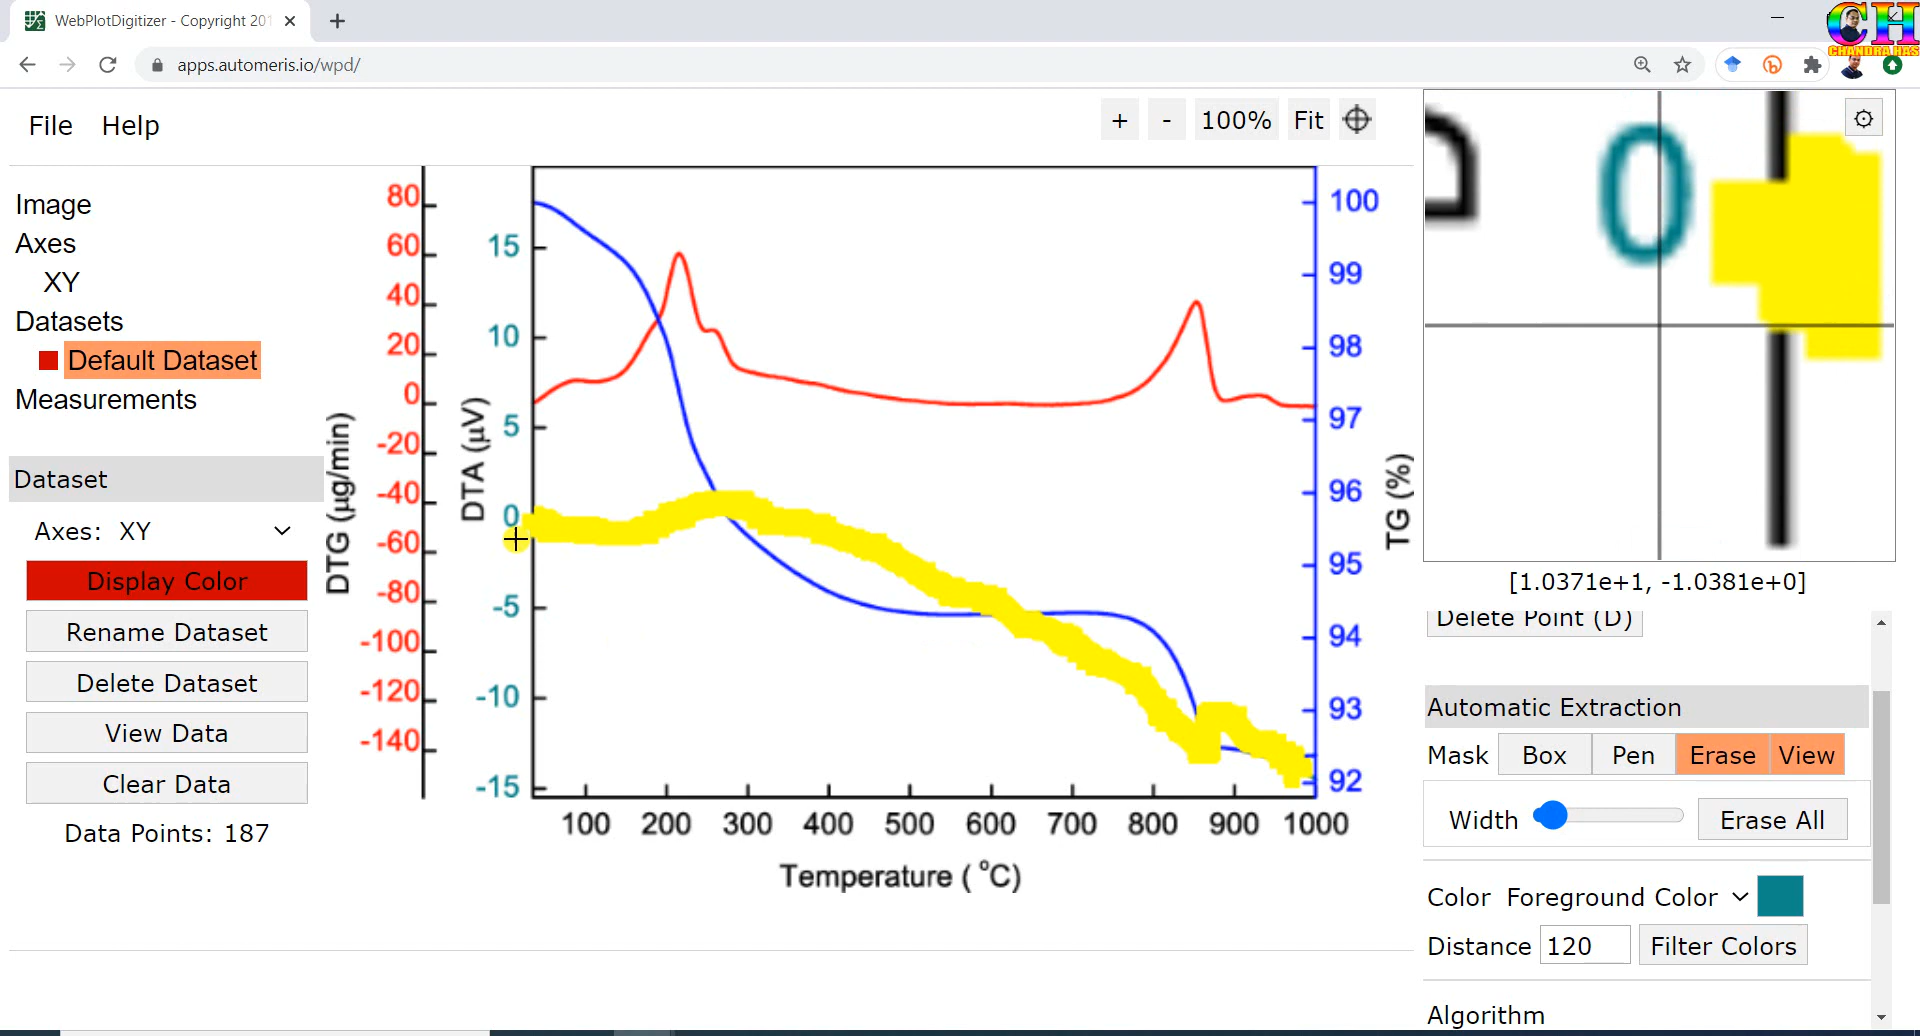 WebPlotDigitizer - Copyright 201
CH
CHANDRA HAS
apps.automeris.io/wpd/
File Help
+ - 100% Fit
Image
Axes
XY
Datasets
Default Dataset
Measurements
Dataset
Axes: XY
Display Color
Rename Dataset
Delete Dataset
View Data
Clear Data
Data Points: 187
DTG (µg/min)
80
60
40
20
0
-20
-40
-60
-80
-100
-120
-140
DTA (µV)
15
10
5
0
-5
-10
-15
100
99
98
97
96
95
94
93
92
TG (%)
100 200 300 400 500 600 700 800 900 1000
Temperature ( °C)
0
[1.0371e+1, -1.0381e+0]
Delete Point (D)
Automatic Extraction
Mask Box Pen Erase View
Width Erase All
Color Foreground Color
Distance 120 Filter Colors
Algorithm